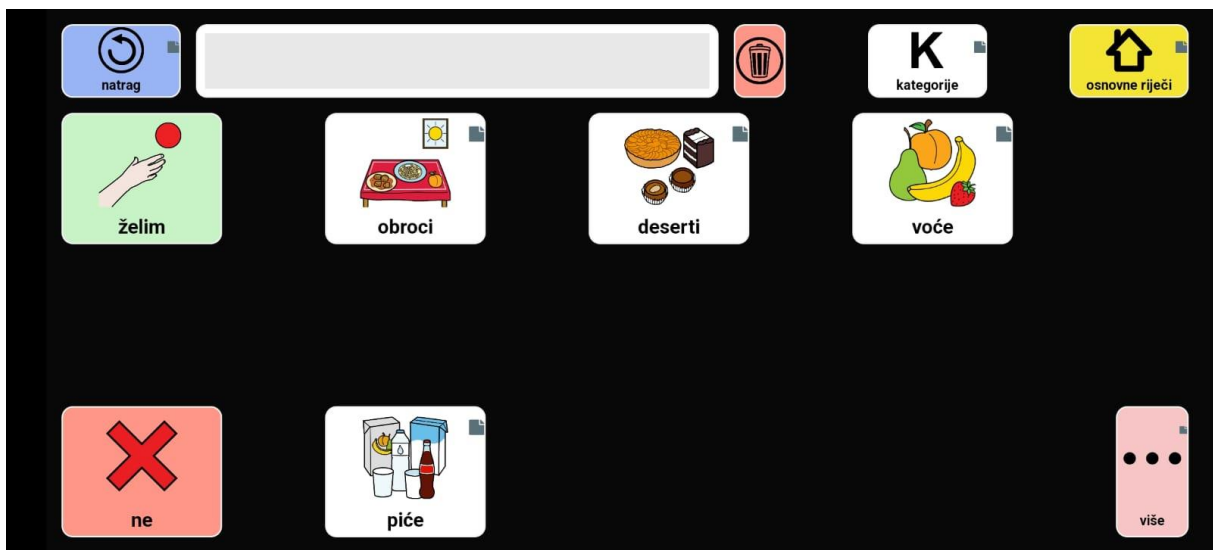 natrag
K
kategorije
osnovne riječi
želim
obroci
deserti
voće
ne
piće
više